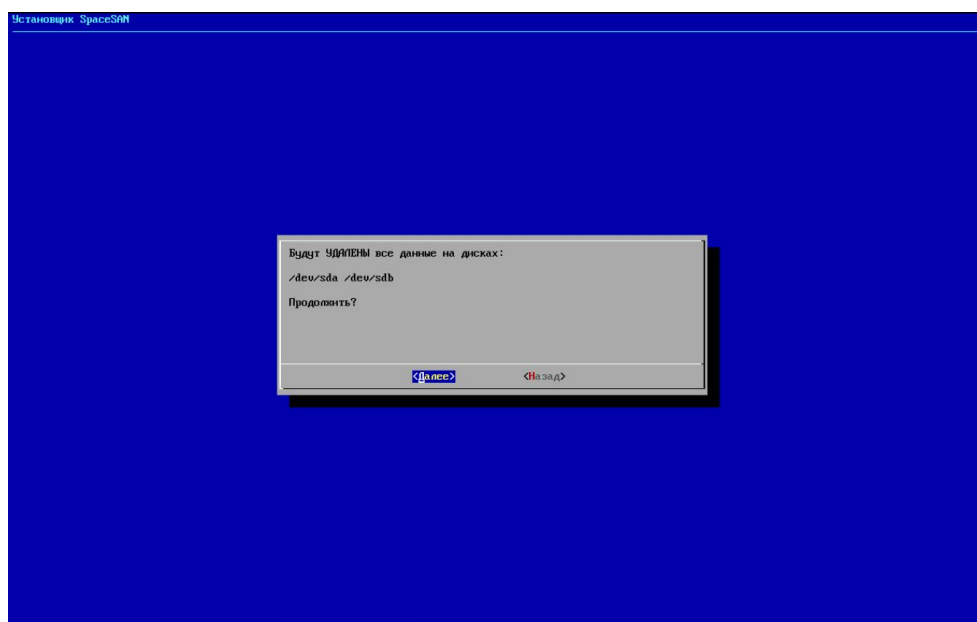 Установщик SpaceSAN
Будут УДАЛЕНЫ все данные на дисках:
/dev/sda /dev/sdb
Продолжить?
<Далее> <Назад>